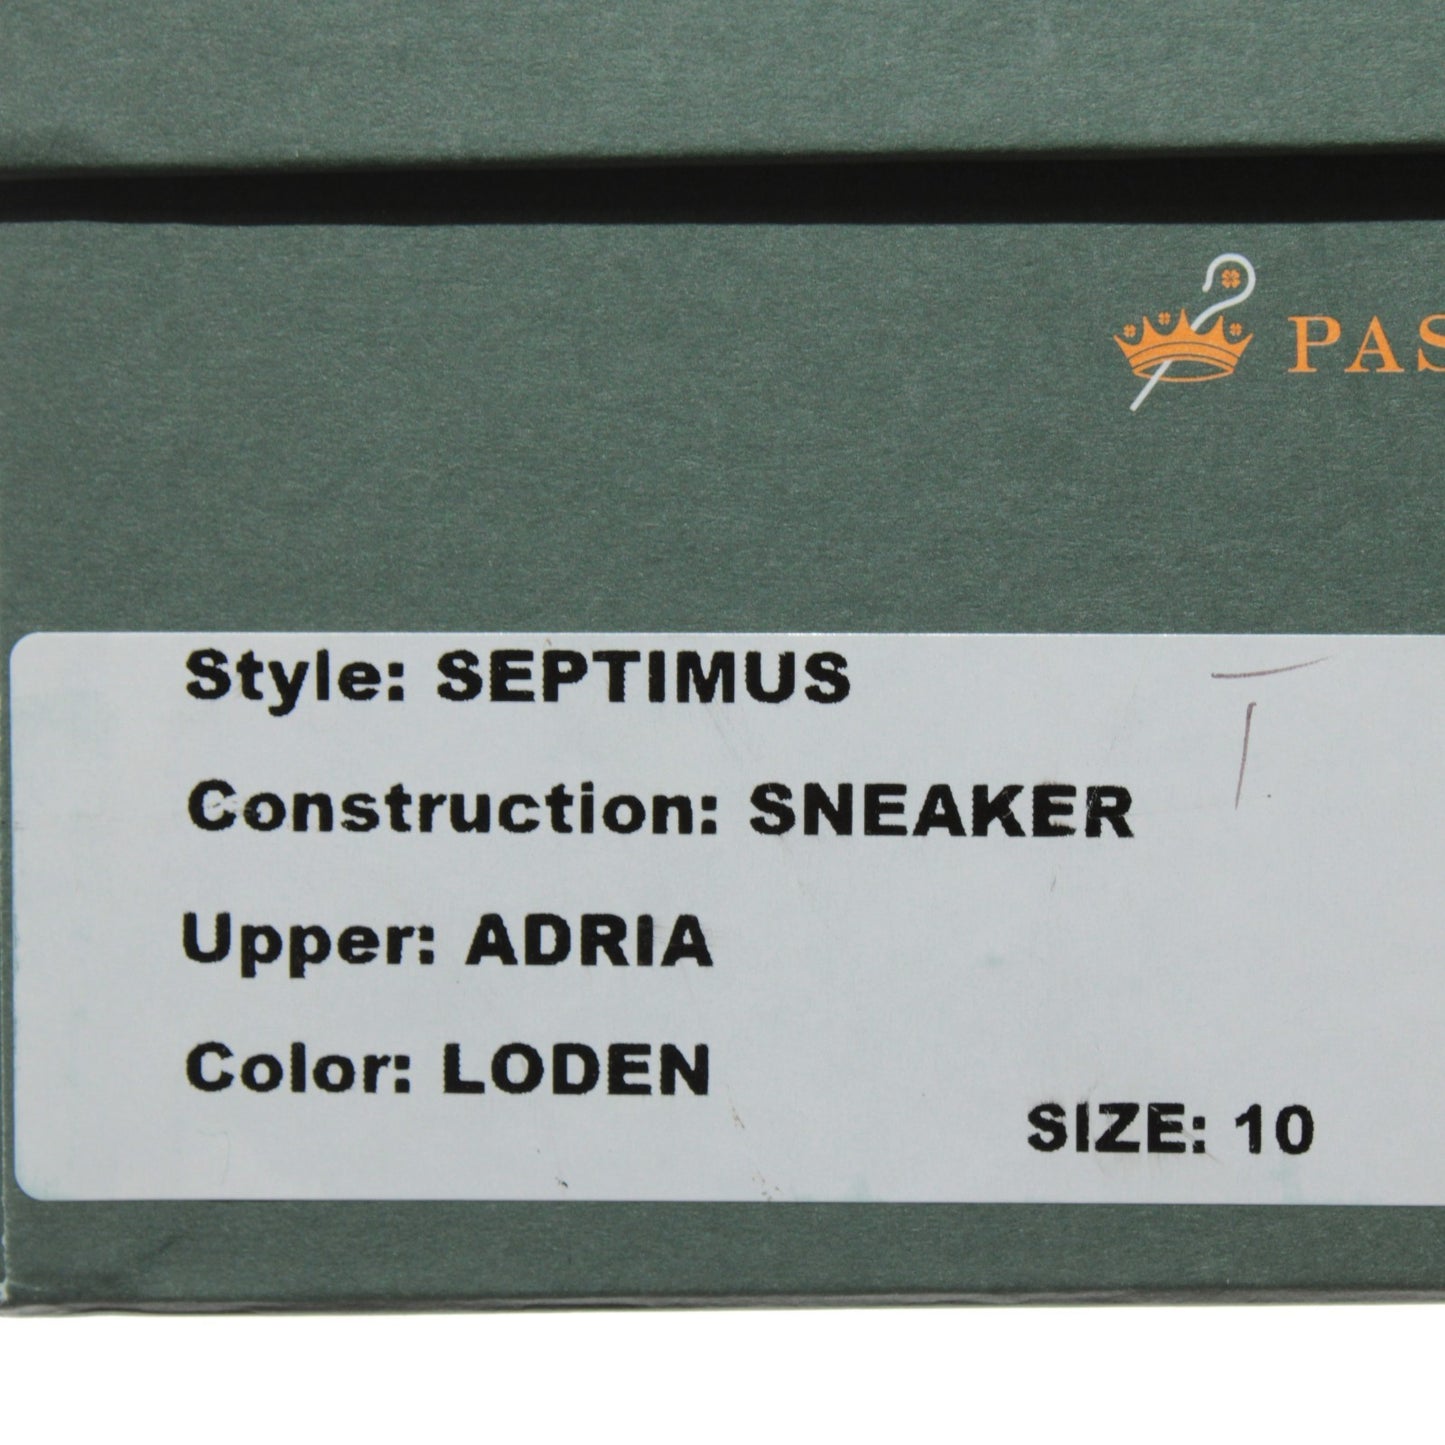 PAS
Style: SEPTIMUS
T
Construction: SNEAKER
Upper: ADRIA
Color: LODEN
SIZE: 10